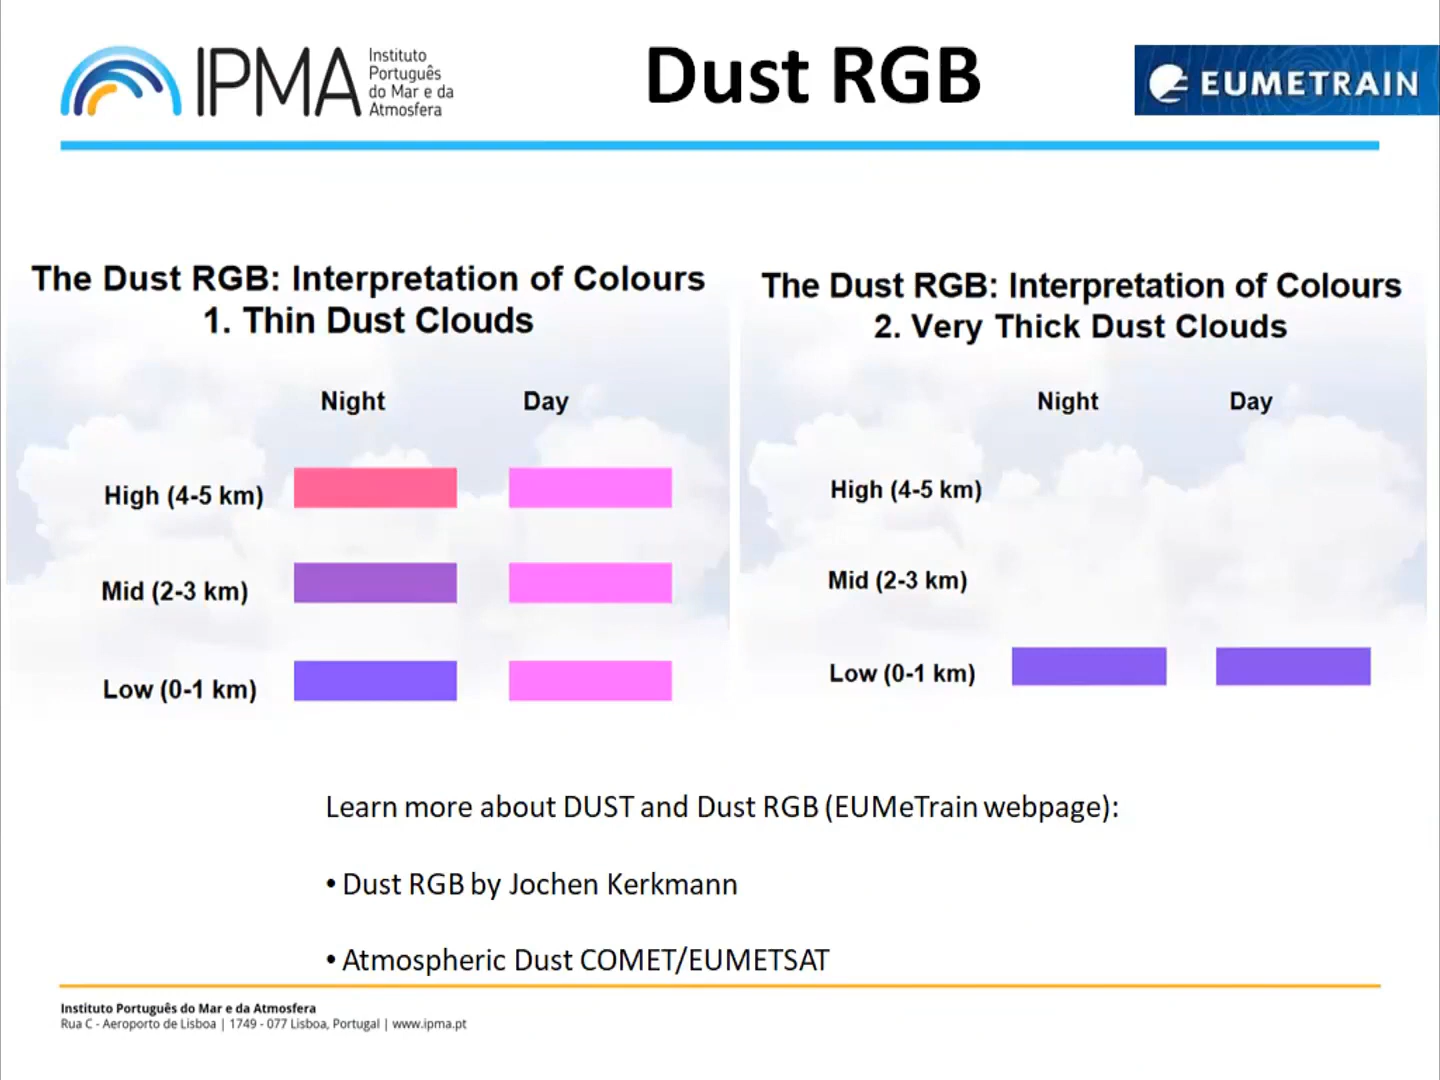 IPMA
Instituto
Português
do Mar e da
Atmosfera
Dust RGB
EUMETRAIN
The Dust RGB: Interpretation of Colours
1. Thin Dust Clouds
Night Day
High (4-5 km)
Mid (2-3 km)
Low (0-1 km)
The Dust RGB: Interpretation of Colours
2. Very Thick Dust Clouds
Night Day
High (4-5 km)
Mid (2-3 km)
Low (0-1 km)
Learn more about DUST and Dust RGB (EUMeTrain webpage):
• Dust RGB by Jochen Kerkmann
• Atmospheric Dust COMET/EUMETSAT
Instituto Português do Mar e da Atmosfera
Rua C - Aeroporto de Lisboa | 1749 - 077 Lisboa, Portugal | www.ipma.pt